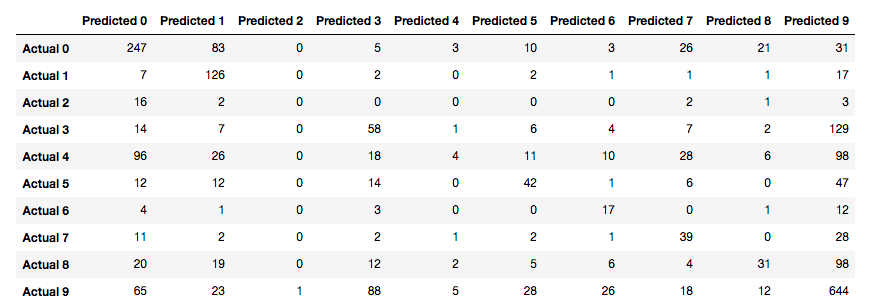 Predicted 0 Predicted 1 Predicted 2 Predicted 3 Predicted 4 Predicted 5 Predicted 6 Predicted 7 Predicted 8 Predicted 9
Actual 0 247 83 0 5 3 10 3 26 21 31
Actual 1 7 126 0 2 0 2 1 1 1 17
Actual 2 16 2 0 0 0 0 0 2 1 3
Actual 3 14 7 0 58 1 6 4 7 2 129
Actual 4 96 26 0 18 4 11 10 28 6 98
Actual 5 12 12 0 14 0 42 1 6 0 47
Actual 6 4 1 0 3 0 0 17 0 1 12
Actual 7 11 2 0 2 1 2 1 39 0 28
Actual 8 20 19 0 12 2 5 6 4 31 98
Actual 9 65 23 1 88 5 28 26 18 12 644